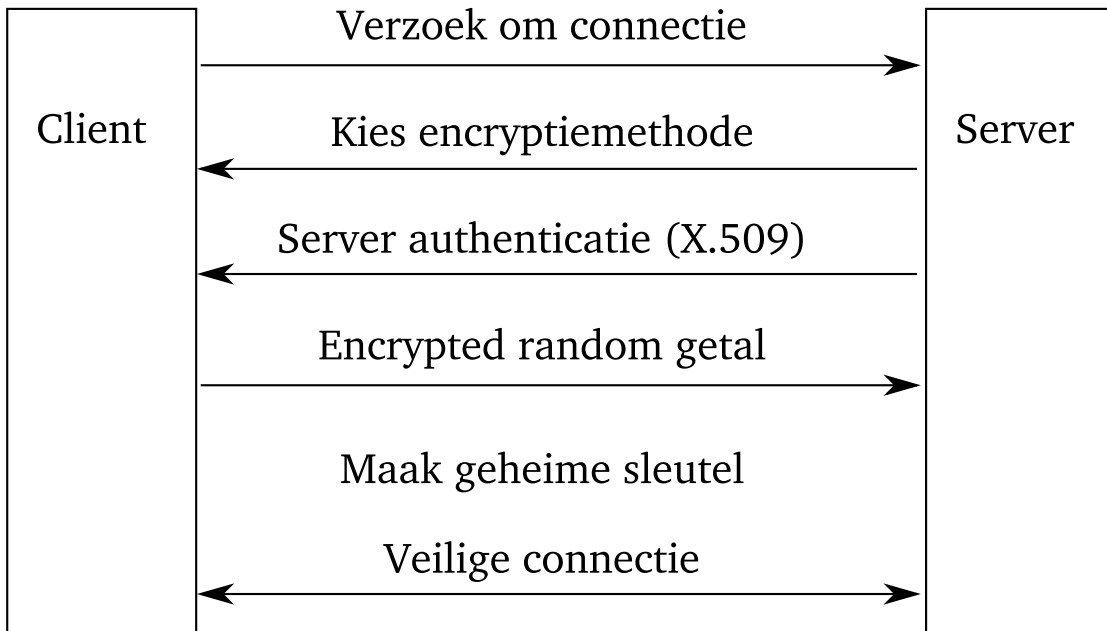 Verzoek om connectie
Client
Kies encryptiemethode
Server
Server authenticatie (X.509)
Encrypted random getal
Maak geheime sleutel
Veilige connectie